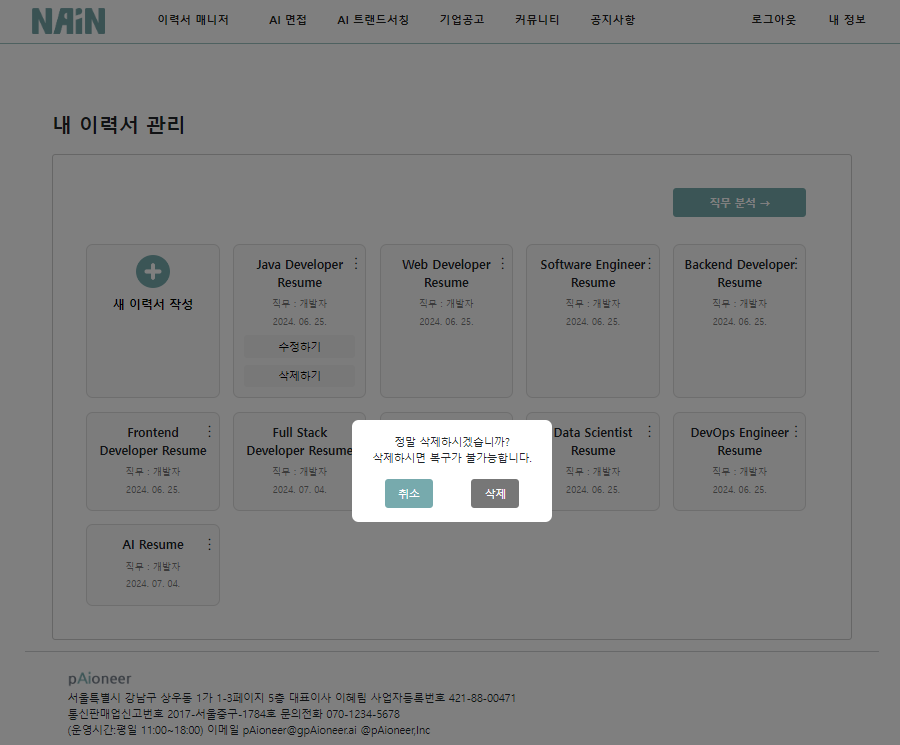 NAiN
이력서 매니저 AI 면접 AI 트랜드서칭 기업공고 커뮤니티 공지사항 로그아웃 내 정보
내 이력서 관리
직무 분석 →
새 이력서 작성
Java Developer
Resume
직무 : 개발자
2024. 06. 25.
수정하기
삭제하기
Web Developer
Resume
직무 : 개발자
2024. 06. 25.
Software Engineer
Resume
직무 : 개발자
2024. 06. 25.
Backend Developer
Resume
직무 : 개발자
2024. 06. 25.
Frontend
Developer Resume
직무 : 개발자
2024. 06. 25.
Full Stack
Developer Resume
직무 : 개발자
2024. 07. 04.
정말 삭제하시겠습니까?
삭제하시면 복구가 불가능합니다.
취소 삭제
Data Scientist
Resume
직무 : 개발자
2024. 06. 25.
DevOps Engineer
Resume
직무 : 개발자
2024. 06. 25.
AI Resume
직무 : 개발자
2024. 07. 04.
pAioneer
서울특별시 강남구 상우동 1가 1-3페이지 5층 대표이사 이혜림 사업자등록번호 421-88-00471
통신판매업신고번호 2017-서울중구-1784호 문의전화 070-1234-5678
(운영시간:평일 11:00~18:00) 이메일 pAioneer@gpAioneer.ai @pAioneer,Inc